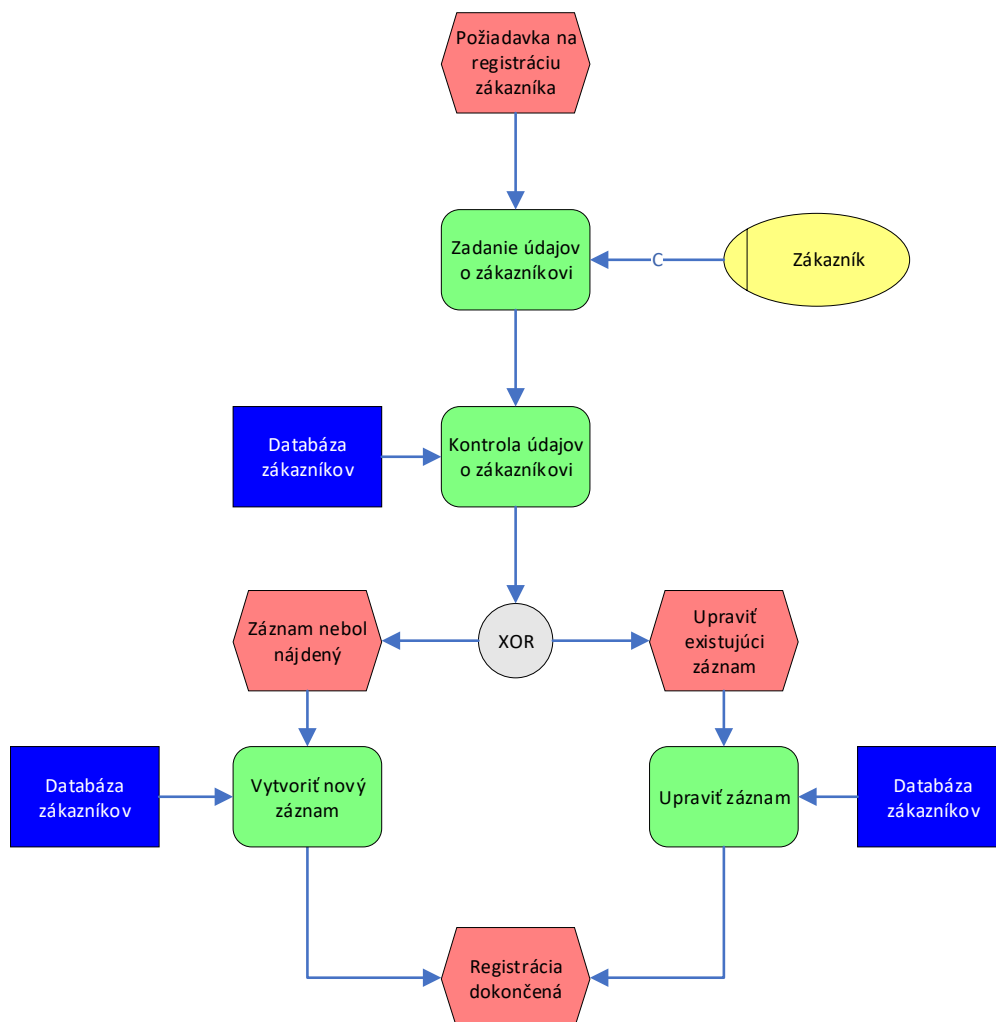 Požiadavka na
registráciu
zákazníka
Zadanie údajov
o zákazníkovi
C
Zákazník
Databáza
zákazníkov
Kontrola údajov
o zákazníkovi
Záznam nebol
nájdený
XOR
Upraviť
existujúci
záznam
Databáza
zákazníkov
Vytvoriť nový
záznam
Upraviť záznam
Databáza
zákazníkov
Registrácia
dokončená